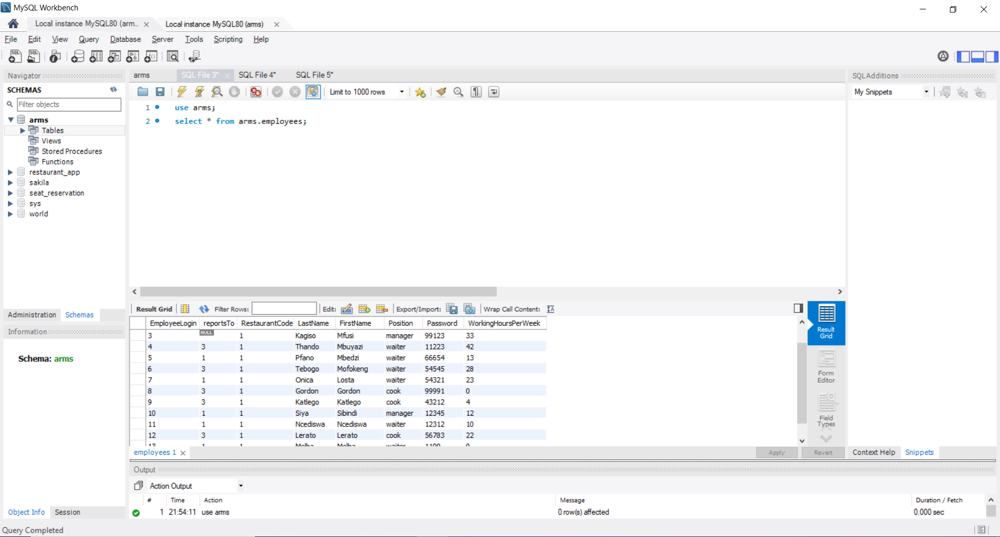 MySQL Workbench
Local instance MySQL80 (arm... Local instance MySQL80 (arms)
File Edit View Query Database Server Tools Scripting Help
Navigator
SCHEMAS
Filter objects
arms
Tables
Views
Stored Procedures
Functions
restaurant_app
sakila
seat_reservation
sys
world
Administration Schemas
Information
Schema: arms
Object Info Session
arms SQL File 3* SQL File 4* SQL File 5*
Limit to 1000 rows
1 use arms;
2 select * from arms.employees;
Result Grid Filter Rows: Edit: Export/Import: Wrap Cell Content:
EmployeeLogin reportsTo RestaurantCode LastName FirstName Position Password WorkingHoursPerWeek
3 NULL 1 Kagiso Mfusi manager 99123 33
4 3 1 Thando Mbuyazi waiter 11223 42
5 1 1 Pfano Mbedzi waiter 66654 13
6 3 1 Tebogo Mofokeng waiter 54545 28
7 1 1 Onica Losta waiter 54321 23
8 3 1 Gordon Gordon cook 99991 0
9 3 1 Katlego Katlego cook 43212 4
10 1 1 Siya Sibindi manager 12345 12
11 1 1 Ncediswa Ncediswa waiter 12312 10
12 3 1 Lerato Lerato cook 56783 22
13 1 1 Melba Melba waiter 1100 0
Result Grid
Form Editor
Field Types
employees 1 Apply Revert
Output
Action Output
# Time Action Message Duration / Fetch
1 21:54:11 use arms 0 row(s) affected 0.000 sec
SQLAdditions
My Snippets
Context Help Snippets
Query Completed